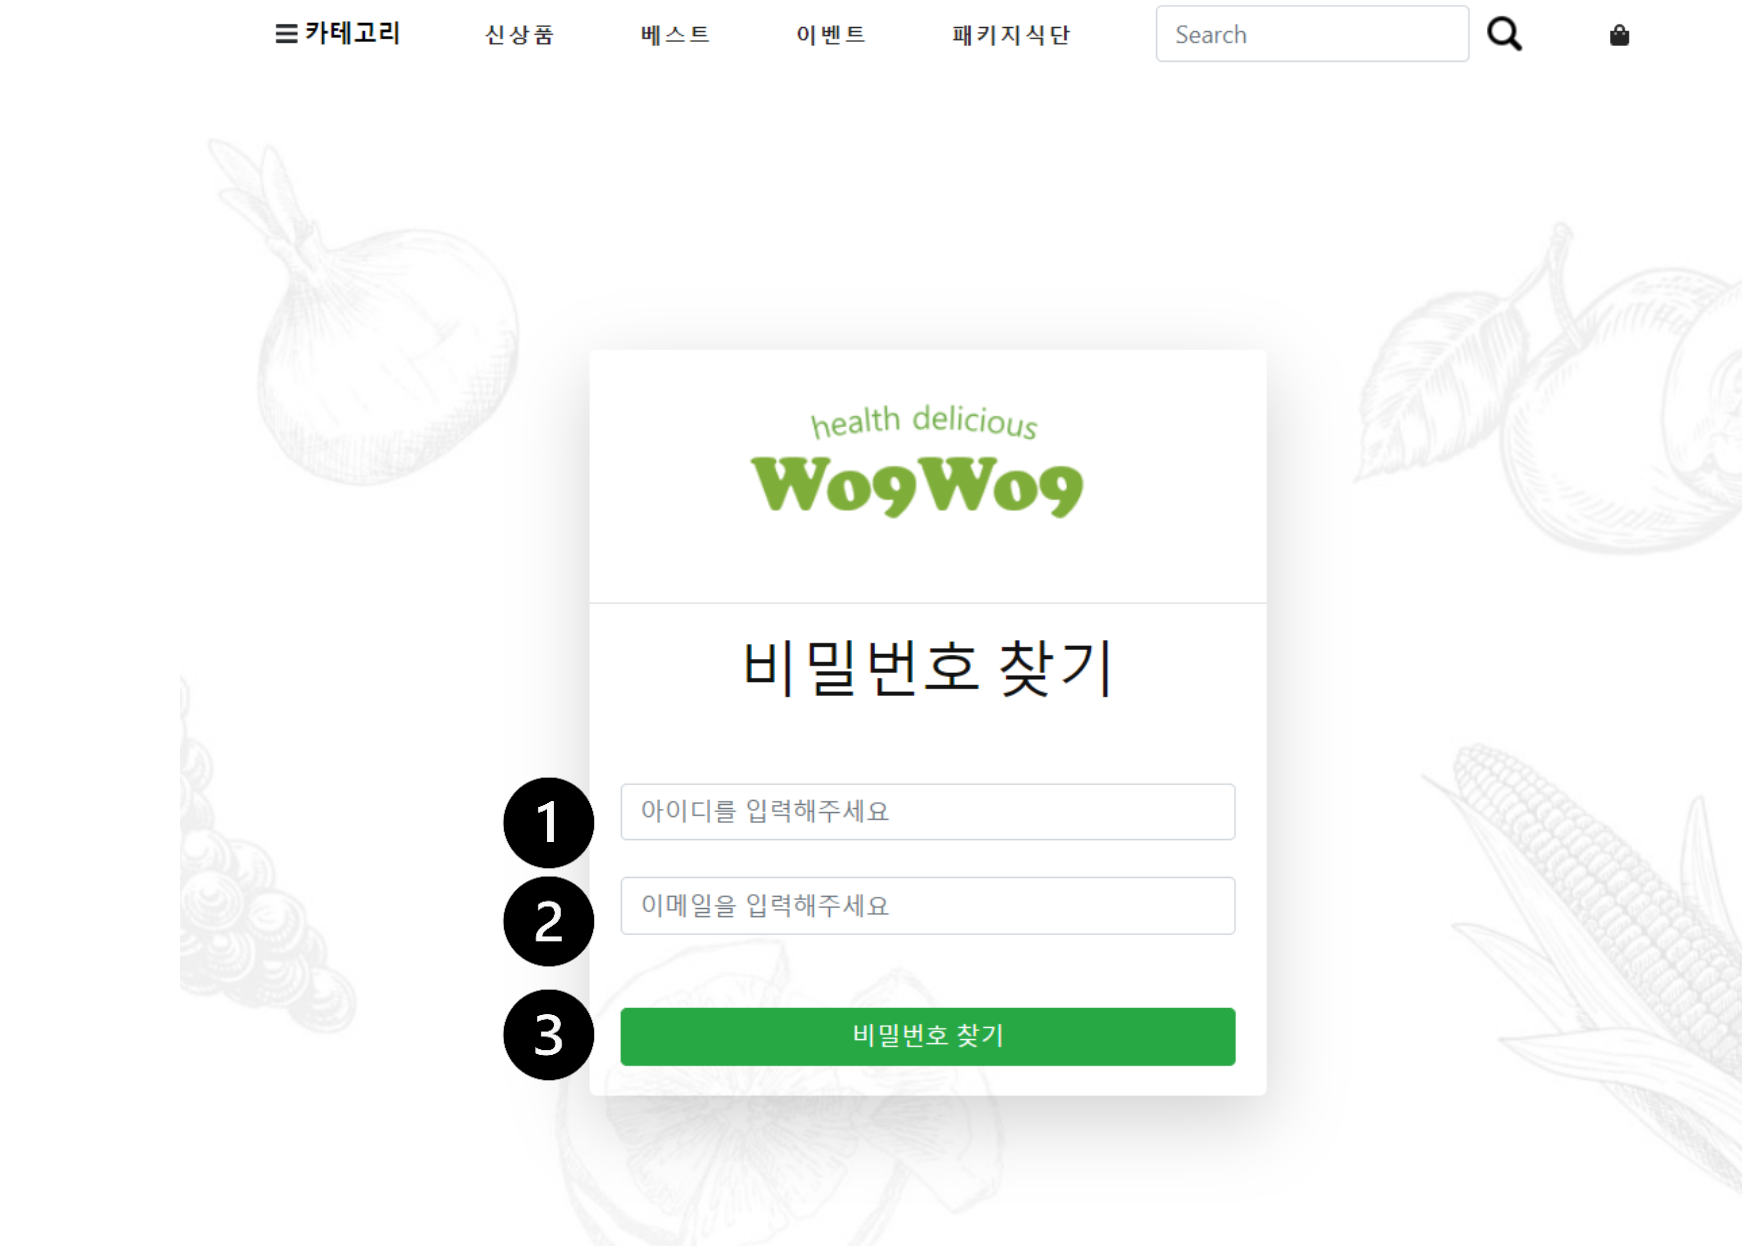 카테고리 신상품 베스트 이벤트 패키지식단 Search
health delicious
Wo9Wo9
비밀번호 찾기
1 아이디를 입력해주세요
2 이메일을 입력해주세요
3 비밀번호 찾기